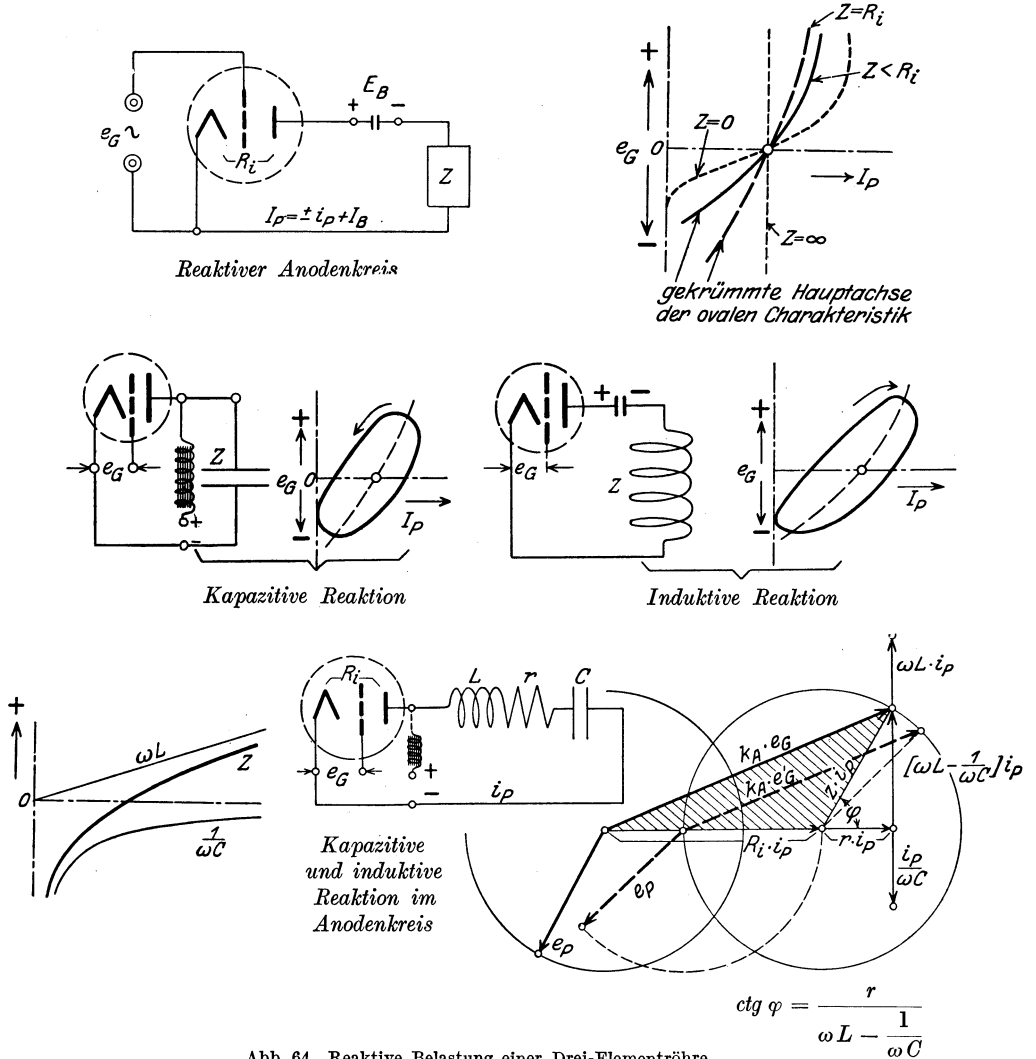 e_G ~
R_i
E_B
+ −
Z
I_P = ± i_P + I_B
Reaktiver Anodenkreis
Z=R_i
+
Z<R_i
Z=0
e_G 0
I_P
−
Z=∞
gekrümmte Hauptachse
der ovalen Charakteristik
e_G
Z
+
−
+
e_G 0
I_P
−
Kapazitive Reaktion
+ −
e_G
Z
+
e_G
I_P
−
Induktive Reaktion
+
ωL
Z
0
1/ωC
R_i
L r C
e_G
+
−
i_P
Kapazitive
und induktive
Reaktion im
Anodenkreis
ωL·i_P
k_A·e_G
k_A·e'_G
z·i_P
[ωL − 1/ωC] i_P
φ
R_i·i_P
r·i_P
i_P/ωC
e_P
e_P
ctg φ = r / (ωL − 1/ωC)
Abb. 64. Reaktive Belastung einer Drei-Elementröhre